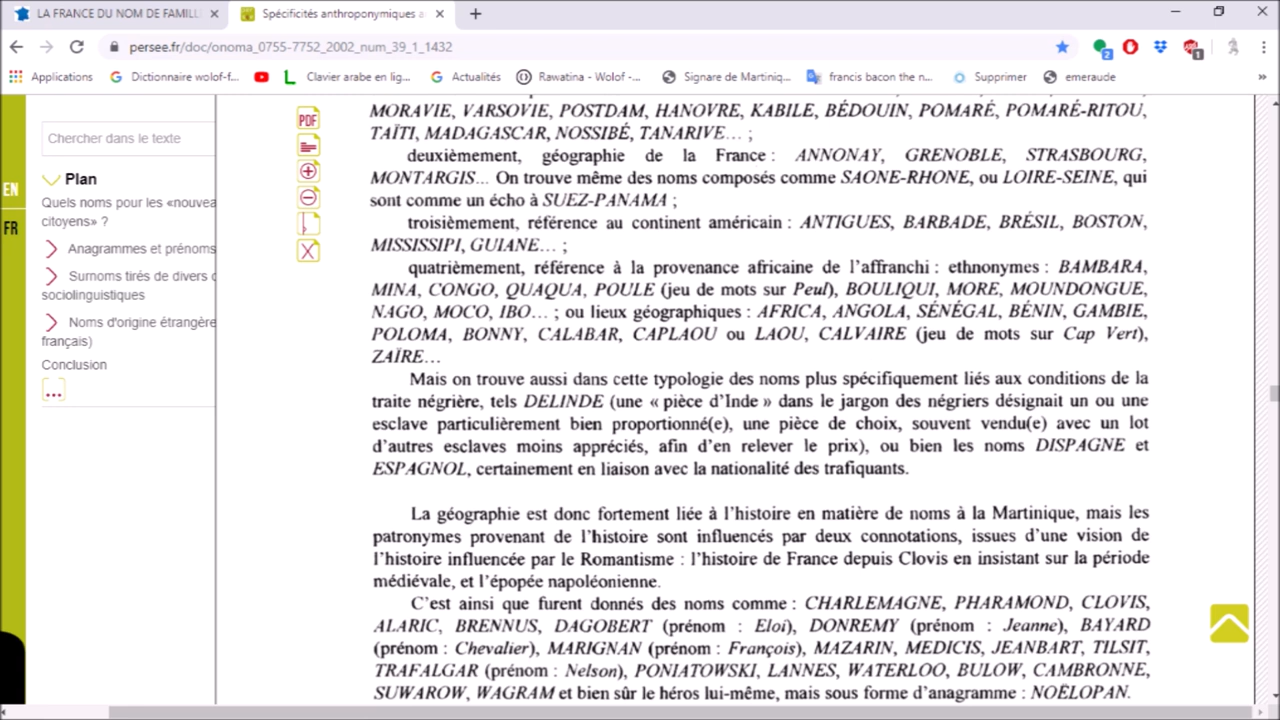 LA FRANCE DU NOM DE FAMILL
Spécificités anthroponymiques a
persee.fr/doc/onoma_0755-7752_2002_num_39_1_1432
2
1
Applications
Dictionnaire wolof-f...
Clavier arabe en lig...
Actualités
Rawatina - Wolof -...
Signare de Martiniq...
francis bacon the n...
Supprimer
emeraude
»
EN
FR
Chercher dans le texte
Plan
Quels noms pour les «nouvea
citoyens» ?
Anagrammes et prénoms
Surnoms tirés de divers c
sociolinguistiques
Noms d'origine étrangère
français)
Conclusion
...
PDF
MORAVIE, VARSOVIE, POSTDAM, HANOVRE, KABILE, BÉDOUIN, POMARÉ, POMARÉ-RITOU,
TAÏTI, MADAGASCAR, NOSSIBÉ, TANARIVE... ;
deuxièmement, géographie de la France : ANNONAY, GRENOBLE, STRASBOURG,
MONTARGIS... On trouve même des noms composés comme SAONE-RHONE, ou LOIRE-SEINE, qui
sont comme un écho à SUEZ-PANAMA ;
troisièmement, référence au continent américain : ANTIGUES, BARBADE, BRÉSIL, BOSTON,
MISSISSIPI, GUIANE... ;
quatrièmement, référence à la provenance africaine de l'affranchi : ethnonymes : BAMBARA,
MINA, CONGO, QUAQUA, POULE (jeu de mots sur Peul), BOULIQUI, MORE, MOUNDONGUE,
NAGO, MOCO, IBO... ; ou lieux géographiques : AFRICA, ANGOLA, SÉNÉGAL, BÉNIN, GAMBIE,
POLOMA, BONNY, CALABAR, CAPLAOU ou LAOU, CALVAIRE (jeu de mots sur Cap Vert),
ZAÏRE...
Mais on trouve aussi dans cette typologie des noms plus spécifiquement liés aux conditions de la
traite négrière, tels DELINDE (une « pièce d'Inde » dans le jargon des négriers désignait un ou une
esclave particulièrement bien proportionné(e), une pièce de choix, souvent vendu(e) avec un lot
d'autres esclaves moins appréciés, afin d'en relever le prix), ou bien les noms DISPAGNE et
ESPAGNOL, certainement en liaison avec la nationalité des trafiquants.
La géographie est donc fortement liée à l'histoire en matière de noms à la Martinique, mais les
patronymes provenant de l'histoire sont influencés par deux connotations, issues d'une vision de
l'histoire influencée par le Romantisme : l'histoire de France depuis Clovis en insistant sur la période
médiévale, et l'épopée napoléonienne.
C'est ainsi que furent donnés des noms comme : CHARLEMAGNE, PHARAMOND, CLOVIS,
ALARIC, BRENNUS, DAGOBERT (prénom : Eloi), DONREMY (prénom : Jeanne), BAYARD
(prénom : Chevalier), MARIGNAN (prénom : François), MAZARIN, MEDICIS, JEANBART, TILSIT,
TRAFALGAR (prénom : Nelson), PONIATOWSKI, LANNES, WATERLOO, BULOW, CAMBRONNE,
SUWAROW, WAGRAM et bien sûr le héros lui-même, mais sous forme d'anagramme : NOËLOPAN.